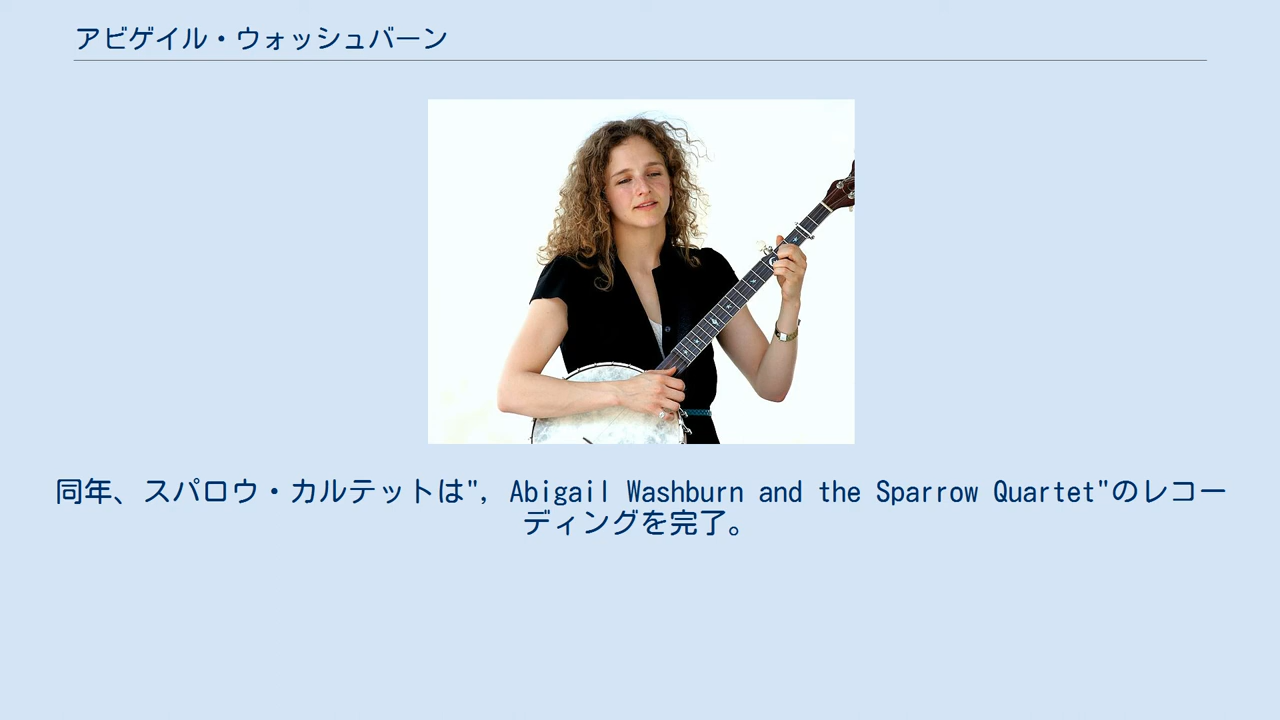 アビゲイル・ウォッシュバーン
同年、スパロウ・カルテットは", Abigail Washburn and the Sparrow Quartet"のレコー
ディングを完了。